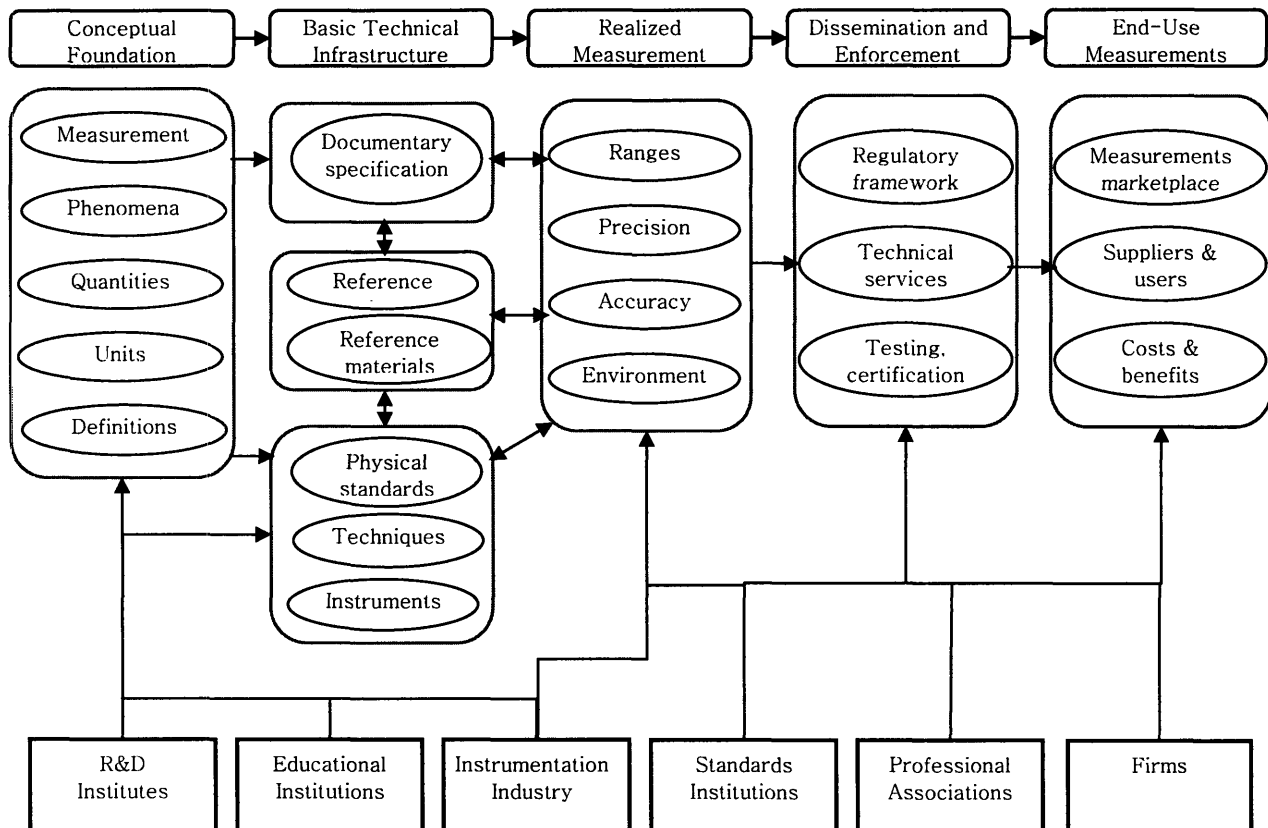 Conceptual
Foundation
Basic Technical
Infrastructure
Realized
Measurement
Dissemination and
Enforcement
End-Use
Measurements
Measurement
Phenomena
Quantities
Units
Definitions
Documentary
specification
Reference
Reference
materials
Physical
standards
Techniques
Instruments
Ranges
Precision
Accuracy
Environment
Regulatory
framework
Technical
services
Testing,
certification
Measurements
marketplace
Suppliers &
users
Costs &
benefits
R&D
Institutes
Educational
Institutions
Instrumentation
Industry
Standards
Institutions
Professional
Associations
Firms